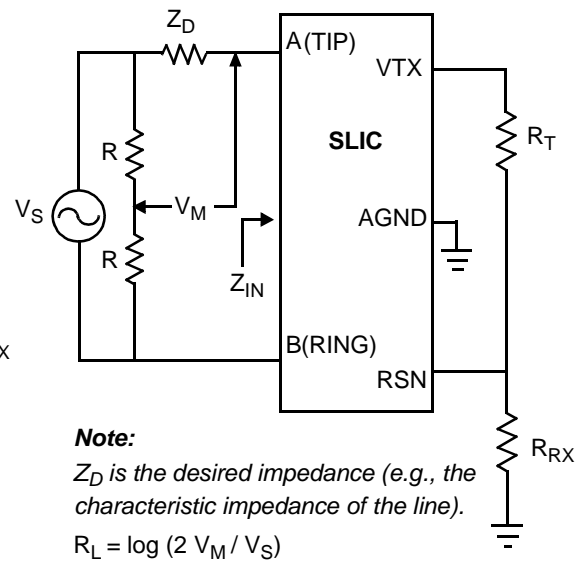 Z_D
A(TIP)
VTX
SLIC
R_T
R
V_S
V_M
AGND
R
Z_IN
B(RING)
X
RSN
R_RX
Note:
Z_D is the desired impedance (e.g., the
characteristic impedance of the line).
R_L = log (2 V_M / V_S)